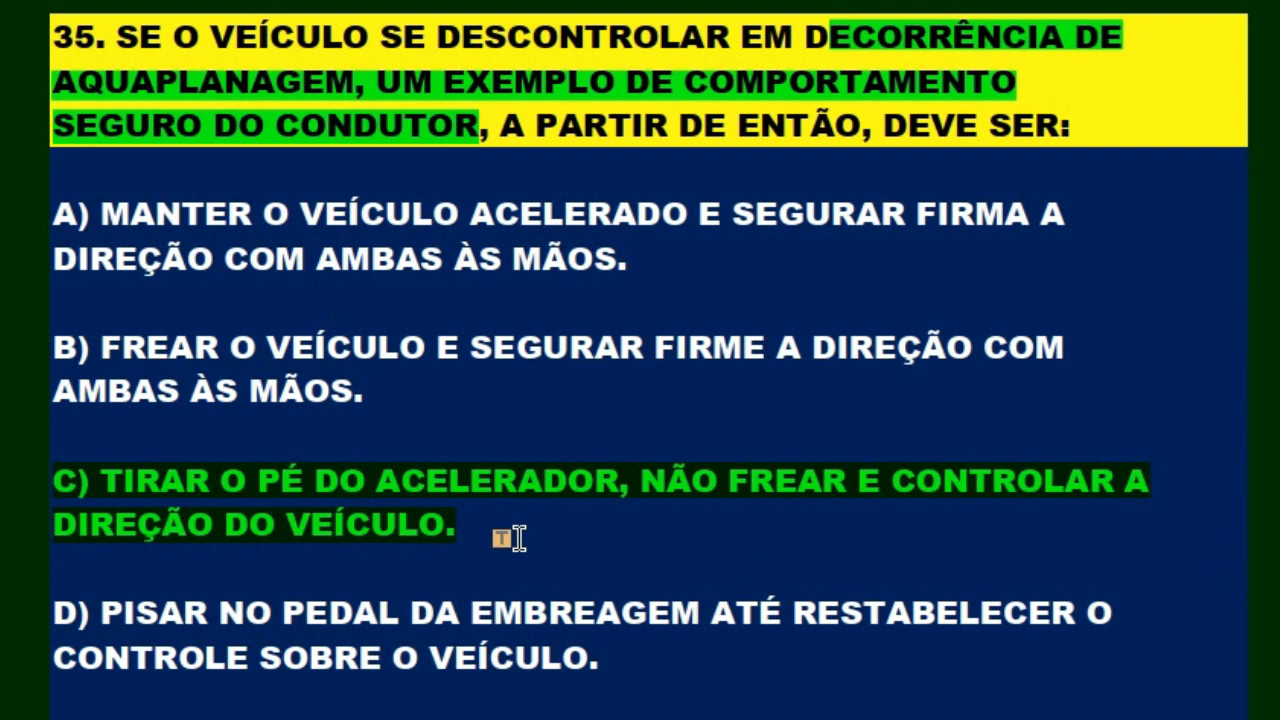 35. SE O VEÍCULO SE DESCONTROLAR EM DECORRÊNCIA DE
AQUAPLANAGEM, UM EXEMPLO DE COMPORTAMENTO
SEGURO DO CONDUTOR, A PARTIR DE ENTÃO, DEVE SER:
A) MANTER O VEÍCULO ACELERADO E SEGURAR FIRMA A
DIREÇÃO COM AMBAS ÀS MÃOS.
B) FREAR O VEÍCULO E SEGURAR FIRME A DIREÇÃO COM
AMBAS ÀS MÃOS.
C) TIRAR O PÉ DO ACELERADOR, NÃO FREAR E CONTROLAR A
DIREÇÃO DO VEÍCULO.
T
D) PISAR NO PEDAL DA EMBREAGEM ATÉ RESTABELECER O
CONTROLE SOBRE O VEÍCULO.